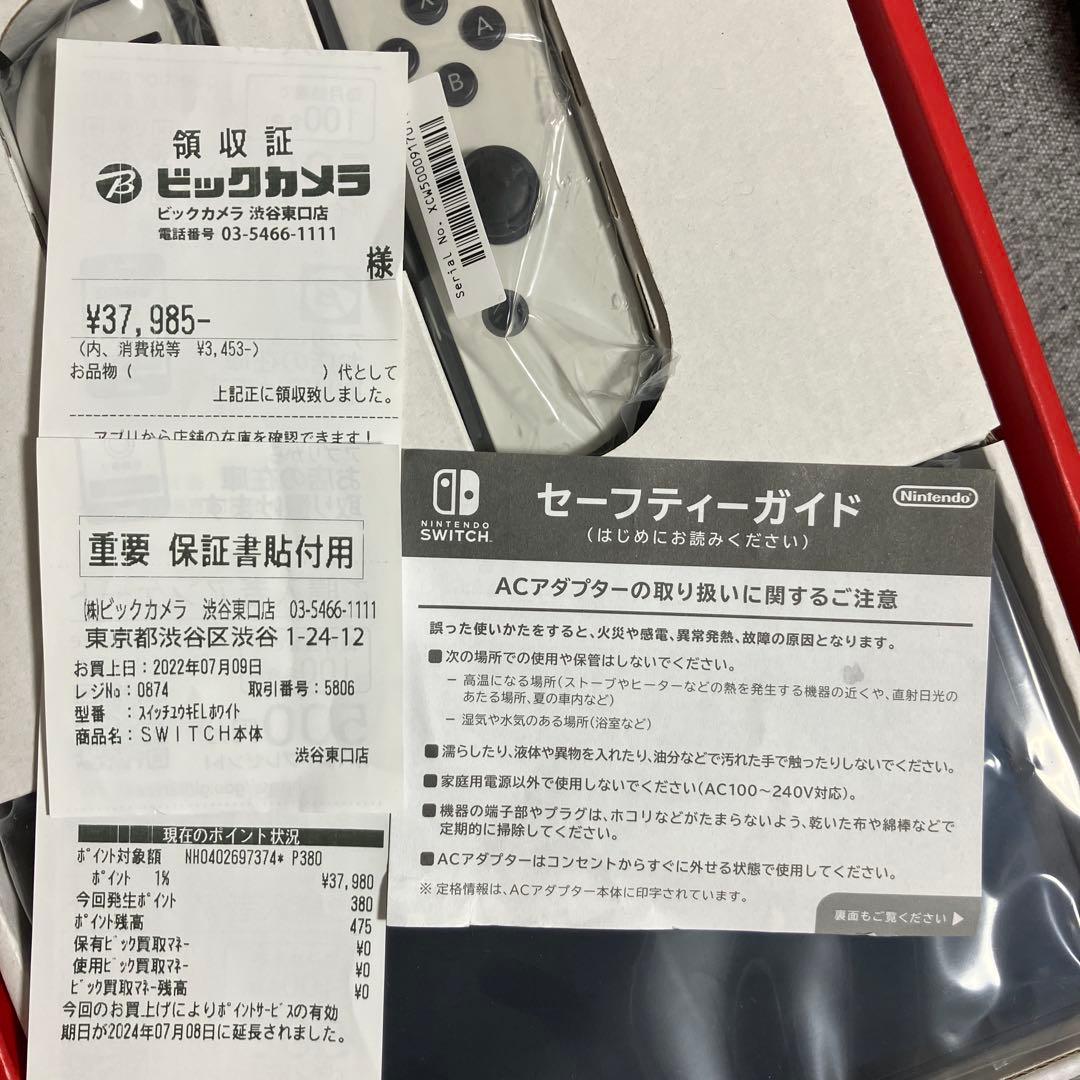 領収証
ビックカメラ
ビックカメラ 渋谷東口店
電話番号 03-5466-1111
様
¥37,985-
(内、消費税等 ¥3,453-)
お品物( )代として
上記正に領収致しました。
アプリから店舗の在庫を確認できます!
重要 保証書貼付用
㈱ビックカメラ 渋谷東口店 03-5466-1111
東京都渋谷区渋谷 1-24-12
お買上日:2022年07月09日
レジNo:0874 取引番号:5806
型番 :スイッチユウキELホワイト
商品名:SWITCH本体
渋谷東口店
現在のポイント状況
ポイント対象額 NH0402697374* P380
ポイント 1% ¥37,980
今回発生ポイント 380
ポイント残高 475
保有ビック買取マネー ¥0
使用ビック買取マネー ¥0
ビック買取マネー残高 ¥0
今回のお買上げによりポイントサービスの有効
期日が2024年07月08日に延長されました。
X
A
B
Serial No. XCW500091701
NINTENDO
SWITCH
セーフティーガイド
(はじめにお読みください)
Nintendo
ACアダプターの取り扱いに関するご注意
誤った使いかたをすると、火災や感電、異常発熱、故障の原因となります。
■ 次の場所での使用や保管はしないでください。
− 高温になる場所(ストーブやヒーターなどの熱を発生する機器の近くや、直射日光の
あたる場所、夏の車内など)
− 湿気や水気のある場所(浴室など)
■ 濡らしたり、液体や異物を入れたり、油分などで汚れた手で触ったりしないでください。
■ 家庭用電源以外で使用しないでください(AC100〜240V対応)。
■ 機器の端子部やプラグは、ホコリなどがたまらないよう、乾いた布や綿棒などで
定期的に掃除してください。
■ ACアダプターはコンセントからすぐに外せる状態で使用してください。
※ 定格情報は、ACアダプター本体に印字されています。
裏面もご覧ください ▶